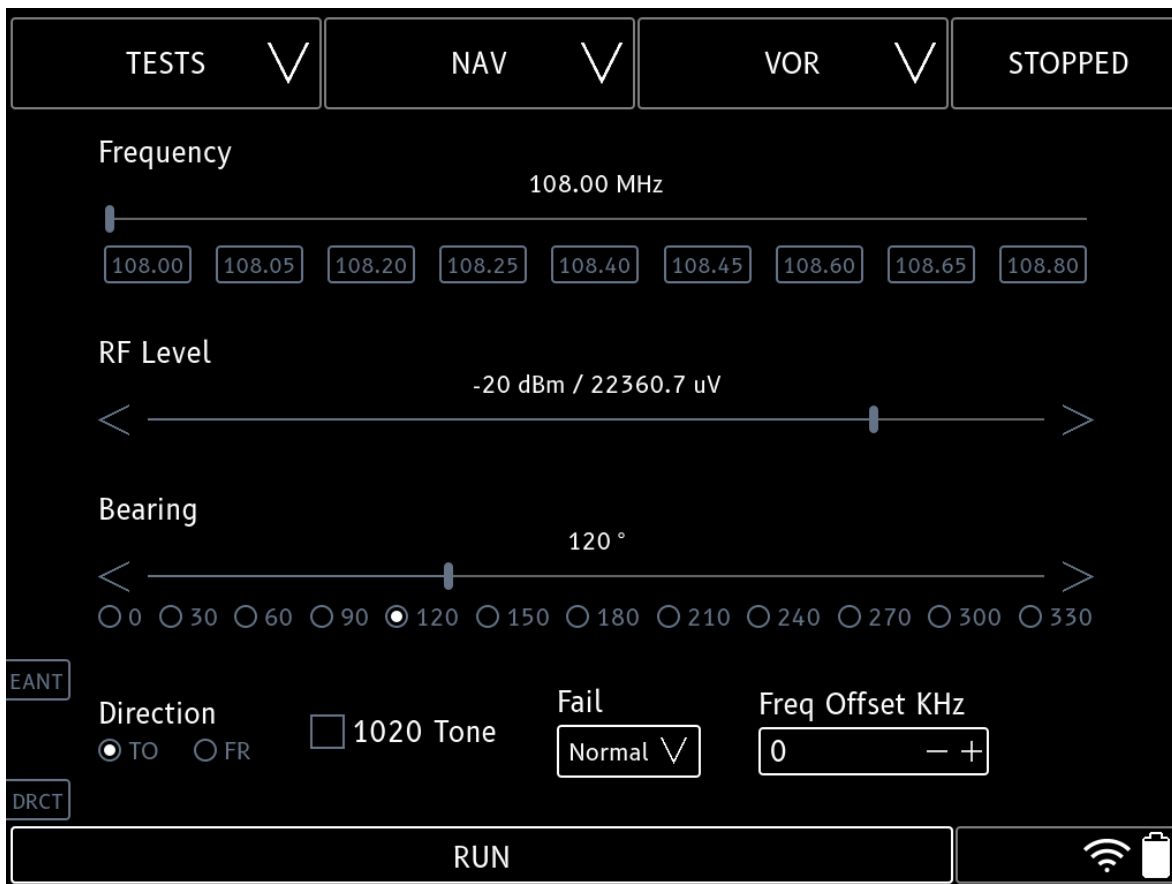 TESTS NAV VOR STOPPED
Frequency
108.00 MHz
108.00 108.05 108.20 108.25 108.40 108.45 108.60 108.65 108.80
RF Level
-20 dBm / 22360.7 uV
Bearing
120 °
0 30 60 90 120 150 180 210 240 270 300 330
EANT
Direction
TO FR
1020 Tone
Fail
Normal
Freq Offset KHz
0 − +
DRCT
RUN